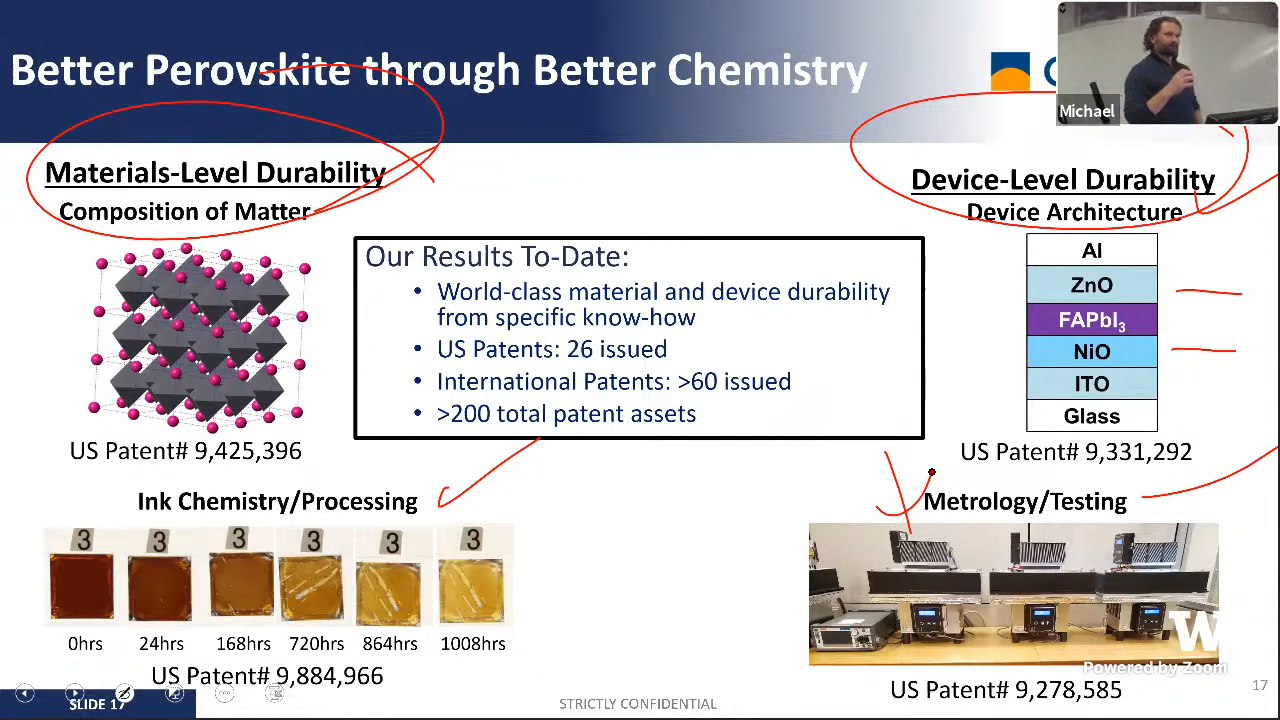 Better Perovskite through Better Chemistry
Michael
Materials-Level Durability
Composition of Matter
US Patent# 9,425,396
Our Results To-Date:
• World-class material and device durability
from specific know-how
• US Patents: 26 issued
• International Patents: >60 issued
• >200 total patent assets
Device-Level Durability
Device Architecture
Al
ZnO
FAPbI3
NiO
ITO
Glass
US Patent# 9,331,292
Ink Chemistry/Processing
3 3 3 3 3 3
0hrs 24hrs 168hrs 720hrs 864hrs 1008hrs
US Patent# 9,884,966
Metrology/Testing
W
Powered by Zoom
US Patent# 9,278,585
SLIDE 17
STRICTLY CONFIDENTIAL
17